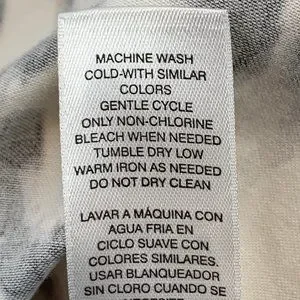 MACHINE WASH
COLD-WITH SIMILAR
COLORS
GENTLE CYCLE
ONLY NON-CHLORINE
BLEACH WHEN NEEDED
TUMBLE DRY LOW
WARM IRON AS NEEDED
DO NOT DRY CLEAN
LAVAR A MÁQUINA CON
AGUA FRIA EN
CICLO SUAVE CON
COLORES SIMILARES.
USAR BLANQUEADOR
SIN CLORO CUANDO SE